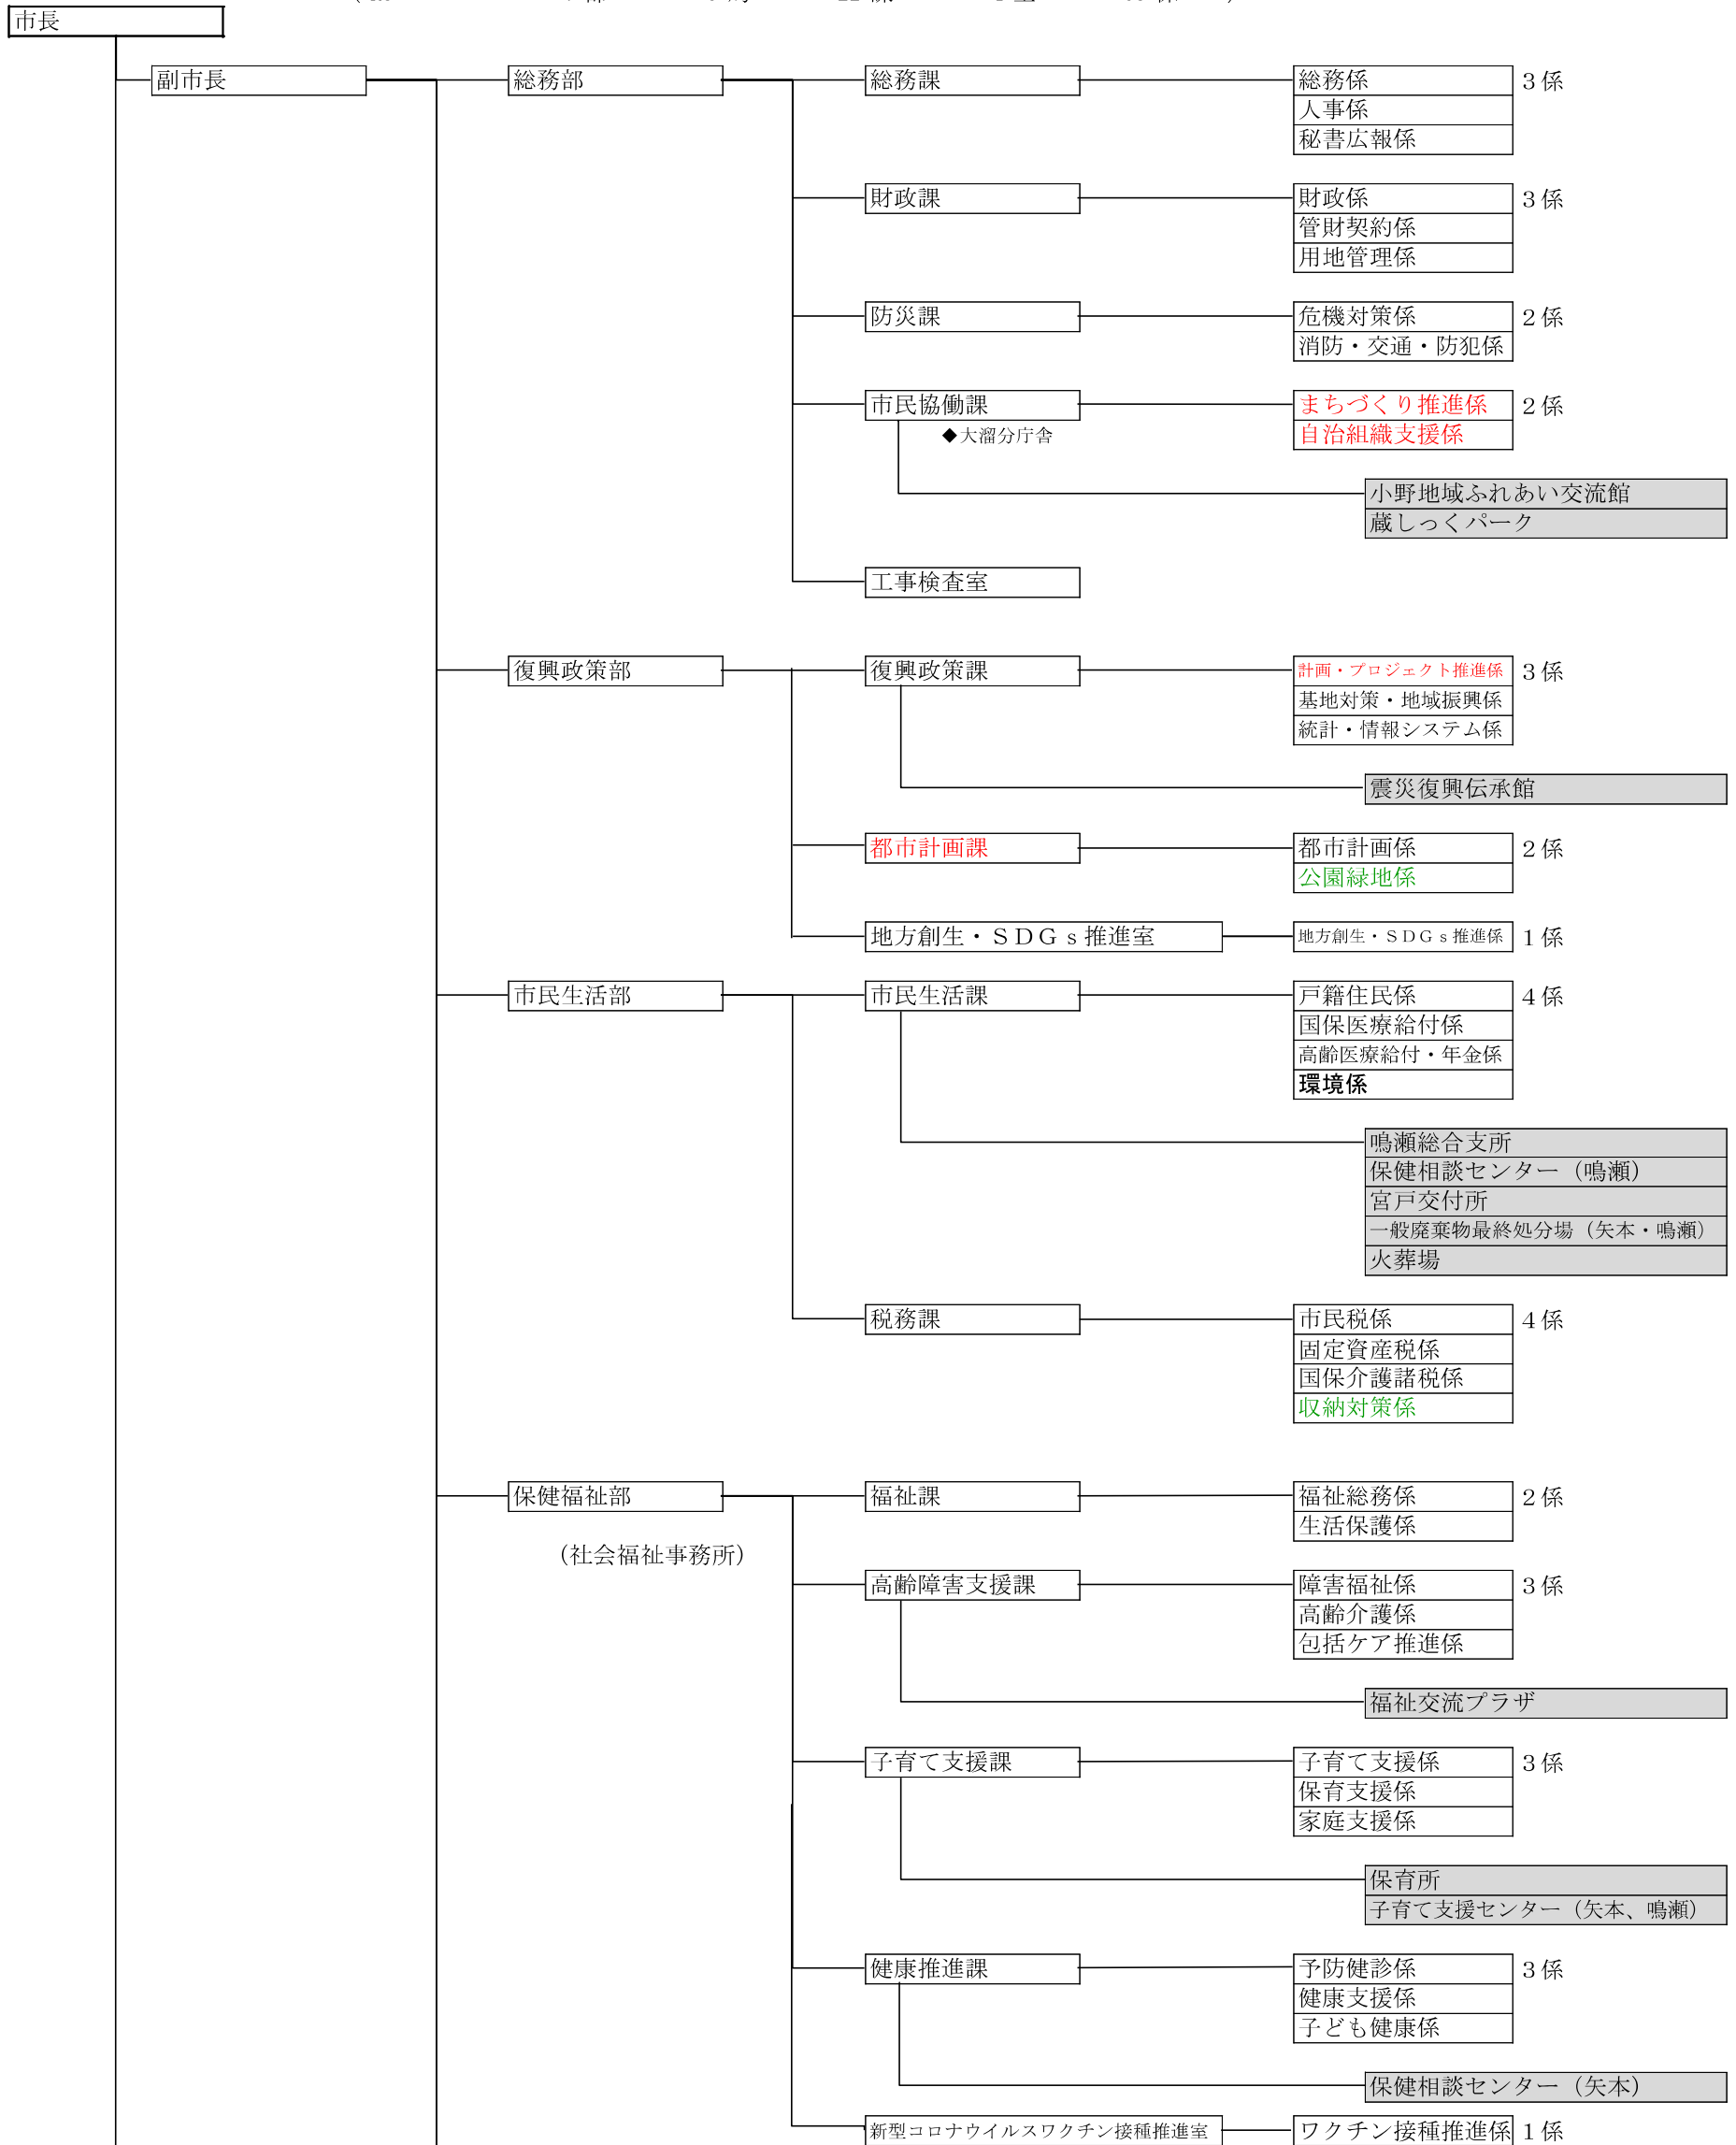 市長
副市長 総務部 総務課 総務係 3係
人事係
秘書広報係
財政課 財政係 3係
管財契約係
用地管理係
防災課 危機対策係 2係
消防・交通・防犯係
市民協働課 まちづくり推進係 2係
◆大溜分庁舎 自治組織支援係
小野地域ふれあい交流館
蔵しっくパーク
工事検査室
復興政策部 復興政策課 計画・プロジェクト推進係 3係
基地対策・地域振興係
統計・情報システム係
震災復興伝承館
都市計画課 都市計画係 2係
公園緑地係
地方創生・SDGs推進室 地方創生・SDGs推進係 1係
市民生活部 市民生活課 戸籍住民係 4係
国保医療給付係
高齢医療給付・年金係
環境係
鳴瀬総合支所
保健相談センター(鳴瀬)
宮戸交付所
一般廃棄物最終処分場(矢本・鳴瀬)
火葬場
税務課 市民税係 4係
固定資産税係
国保介護諸税係
収納対策係
保健福祉部 福祉課 福祉総務係 2係
生活保護係
(社会福祉事務所)
高齢障害支援課 障害福祉係 3係
高齢介護係
包括ケア推進係
福祉交流プラザ
子育て支援課 子育て支援係 3係
保育支援係
家庭支援係
保育所
子育て支援センター(矢本、鳴瀬)
健康推進課 予防健診係 3係
健康支援係
子ども健康係
保健相談センター(矢本)
新型コロナウイルスワクチン接種推進室 ワクチン接種推進係 1係